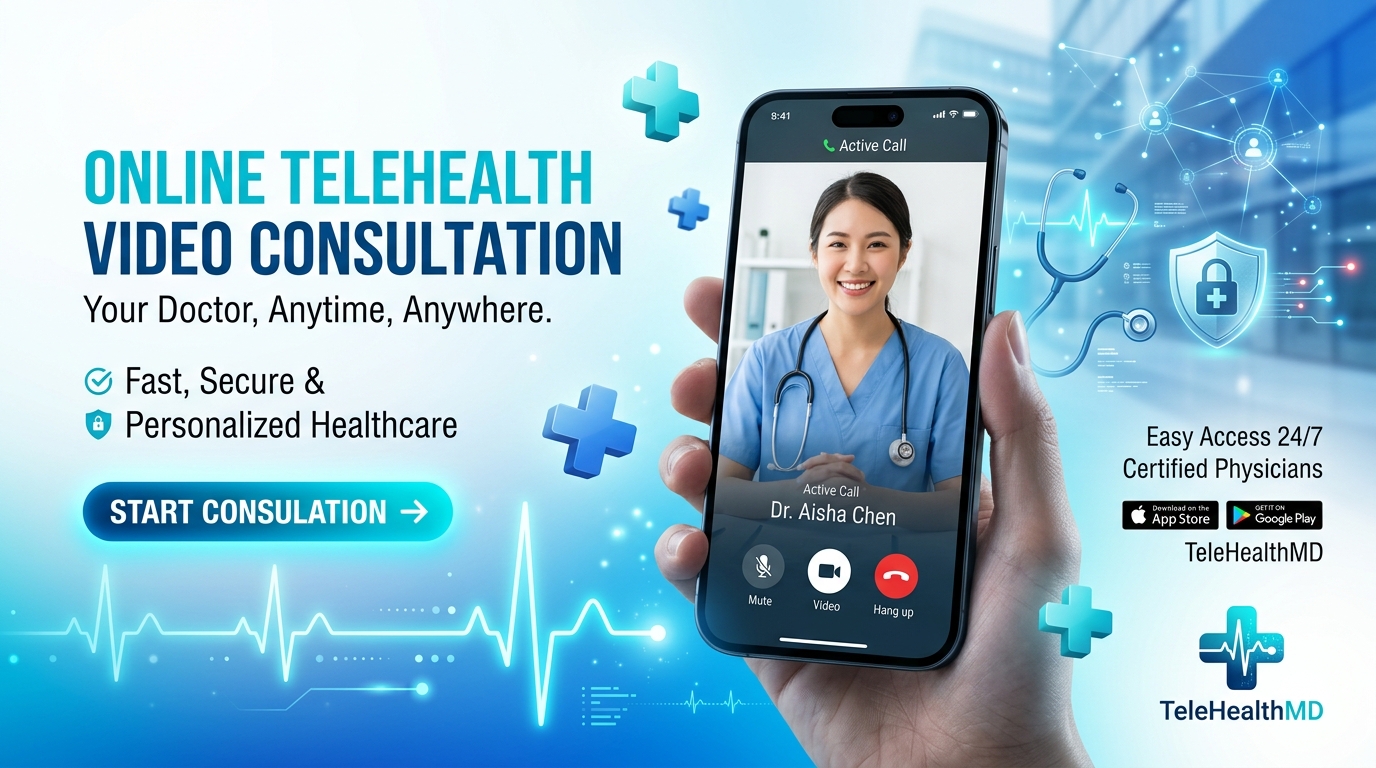 ONLINE TELEHEALTH
VIDEO CONSULTATION
Your Doctor, Anytime, Anywhere.
Fast, Secure &
Personalized Healthcare
START CONSULATION
8:41
Active Call
Active Call
Dr. Aisha Chen
Mute
Video
Hang up
Easy Access 24/7
Certified Physicians
Download on the
App Store
GET IT ON
Google Play
TeleHealthMD
TeleHealthMD